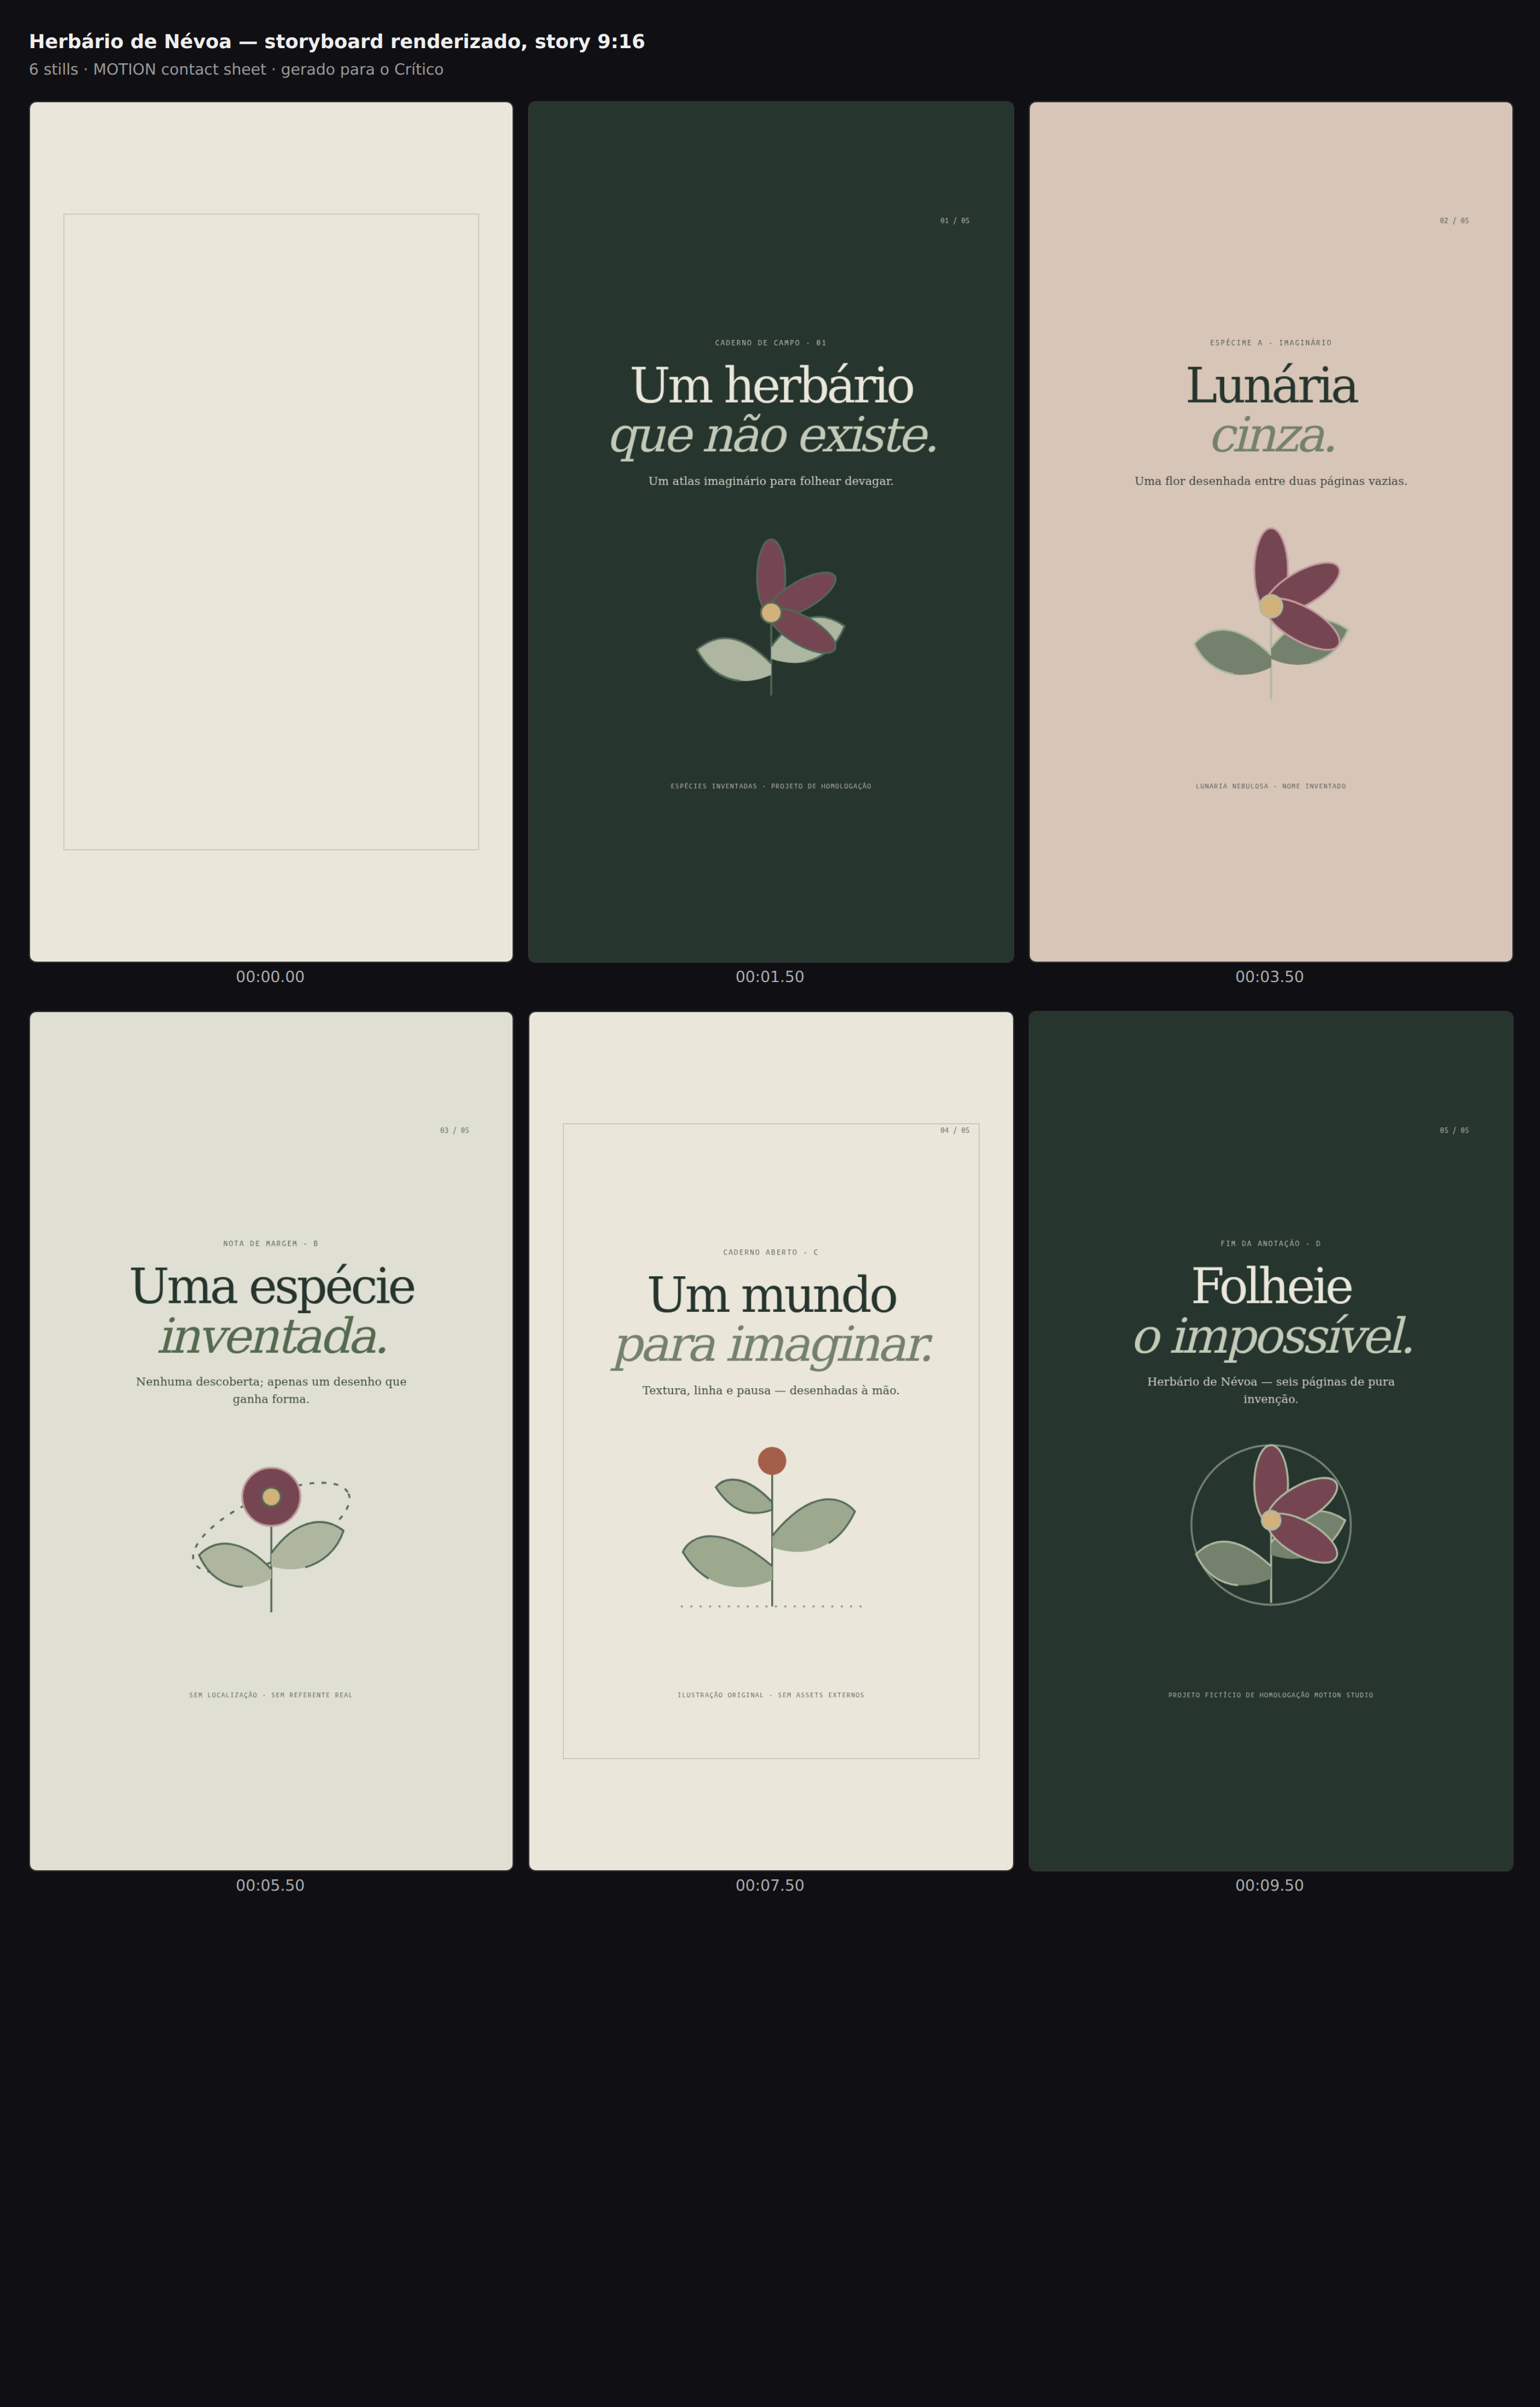 Herbário de Névoa — storyboard renderizado, story 9:16
6 stills · MOTION contact sheet · gerado para o Crítico
00:00.00
01 / 05
CADERNO DE CAMPO · 01
Um herbário
que não existe.
Um atlas imaginário para folhear devagar.
ESPÉCIES INVENTADAS · PROJETO DE HOMOLOGAÇÃO
00:01.50
02 / 05
ESPÉCIME A · IMAGINÁRIO
Lunária
cinza.
Uma flor desenhada entre duas páginas vazias.
LUNARIA NEBULOSA · NOME INVENTADO
00:03.50
03 / 05
NOTA DE MARGEM · B
Uma espécie
inventada.
Nenhuma descoberta; apenas um desenho que
ganha forma.
SEM LOCALIZAÇÃO · SEM REFERENTE REAL
00:05.50
04 / 05
CADERNO ABERTO · C
Um mundo
para imaginar.
Textura, linha e pausa — desenhadas à mão.
ILUSTRAÇÃO ORIGINAL · SEM ASSETS EXTERNOS
00:07.50
05 / 05
FIM DA ANOTAÇÃO · D
Folheie
o impossível.
Herbário de Névoa — seis páginas de pura
invenção.
PROJETO FICTÍCIO DE HOMOLOGAÇÃO MOTION STUDIO
00:09.50